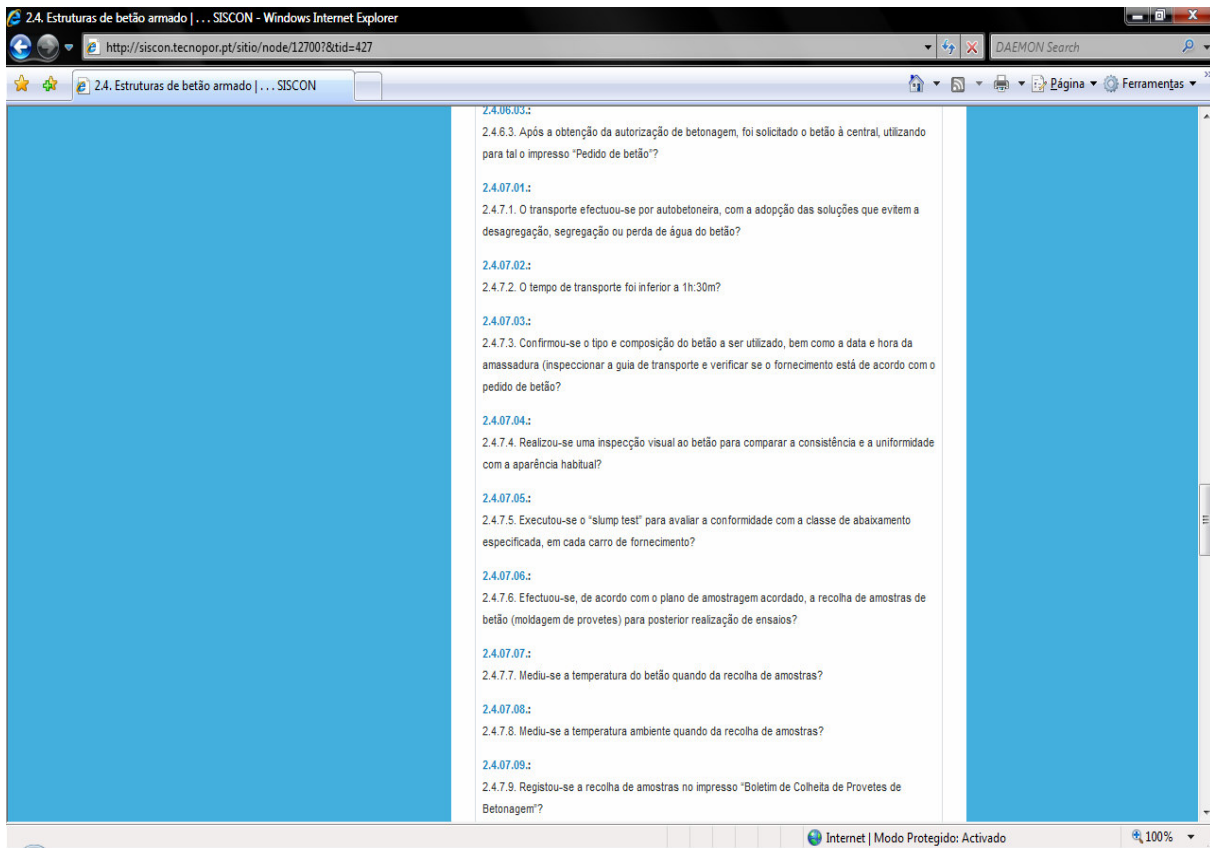 2.4. Estruturas de betão armado | . . . SISCON - Windows Internet Explorer
http://siscon.tecnopor.pt/sitio/node/12700?&tid=427
DAEMON Search
2.4. Estruturas de betão armado | . . . SISCON
Página
Ferramentas
2.4.06.03.:
2.4.6.3. Após a obtenção da autorização de betonagem, foi solicitado o betão à central, utilizando
para tal o impresso "Pedido de betão"?
2.4.07.01.:
2.4.7.1. O transporte efectuou-se por autobetoneira, com a adopção das soluções que evitem a
desagregação, segregação ou perda de água do betão?
2.4.07.02.:
2.4.7.2. O tempo de transporte foi inferior a 1h:30m?
2.4.07.03.:
2.4.7.3. Confirmou-se o tipo e composição do betão a ser utilizado, bem como a data e hora da
amassadura (inspeccionar a guia de transporte e verificar se o fornecimento está de acordo com o
pedido de betão?
2.4.07.04.:
2.4.7.4. Realizou-se uma inspecção visual ao betão para comparar a consistência e a uniformidade
com a aparência habitual?
2.4.07.05.:
2.4.7.5. Executou-se o "slump test" para avaliar a conformidade com a classe de abaixamento
especificada, em cada carro de fornecimento?
2.4.07.06.:
2.4.7.6. Efectuou-se, de acordo com o plano de amostragem acordado, a recolha de amostras de
betão (moldagem de provetes) para posterior realização de ensaios?
2.4.07.07.:
2.4.7.7. Mediu-se a temperatura do betão quando da recolha de amostras?
2.4.07.08.:
2.4.7.8. Mediu-se a temperatura ambiente quando da recolha de amostras?
2.4.07.09.:
2.4.7.9. Registou-se a recolha de amostras no impresso "Boletim de Colheita de Provetes de
Betonagem"?
Internet | Modo Protegido: Activado
100%